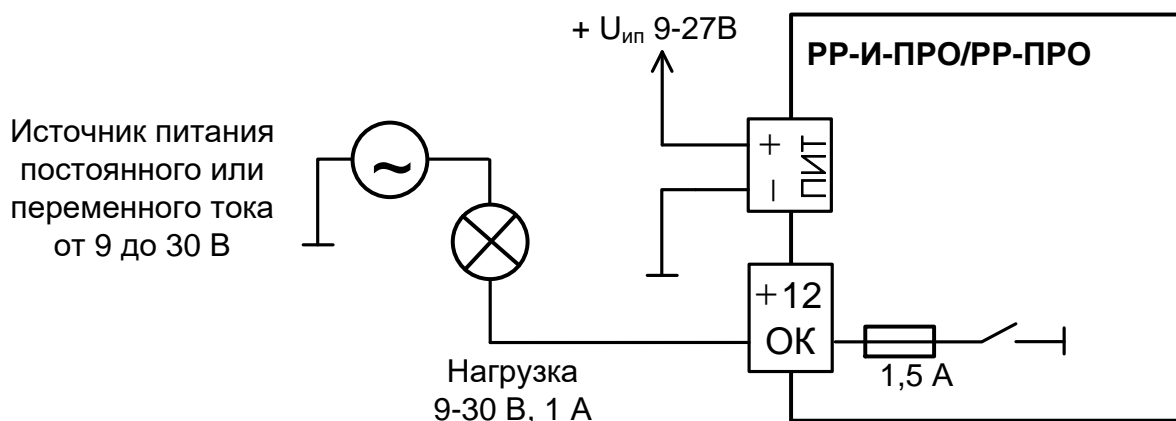 + Uип 9-27В
РР-И-ПРО/РР-ПРО
Источник питания
постоянного или
переменного тока
от 9 до 30 В
~
+
−
ПИТ
+12
ОК
1,5 А
Нагрузка
9-30 В, 1 А